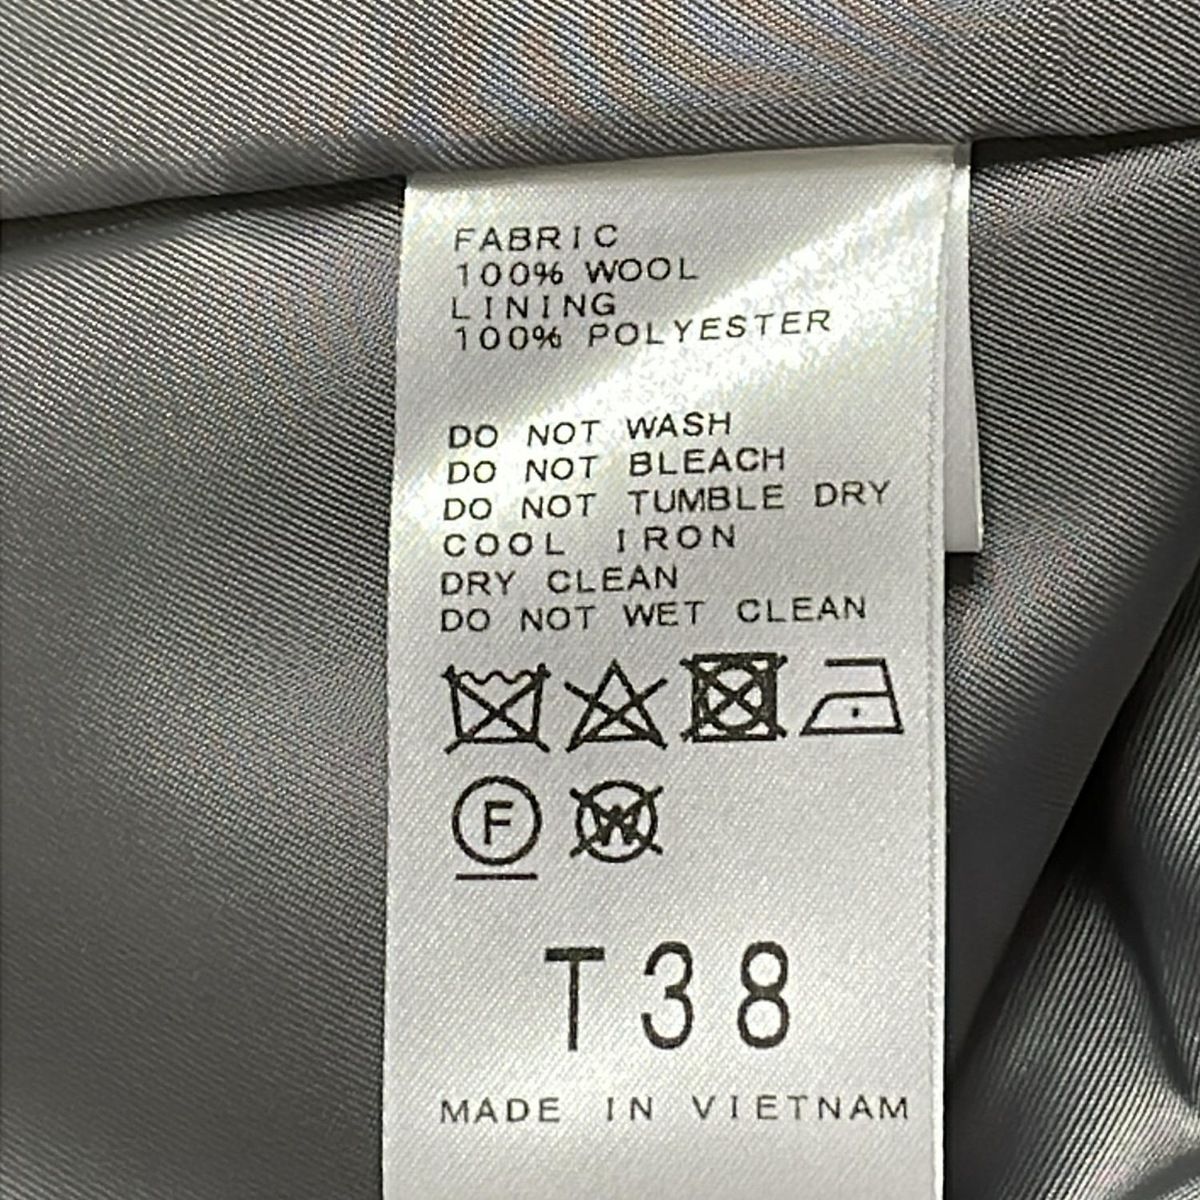 FABRIC
100% WOOL
LINING
100% POLYESTER
DO NOT WASH
DO NOT BLEACH
DO NOT TUMBLE DRY
COOL IRON
DRY CLEAN
DO NOT WET CLEAN
F W
T38
MADE IN VIETNAM